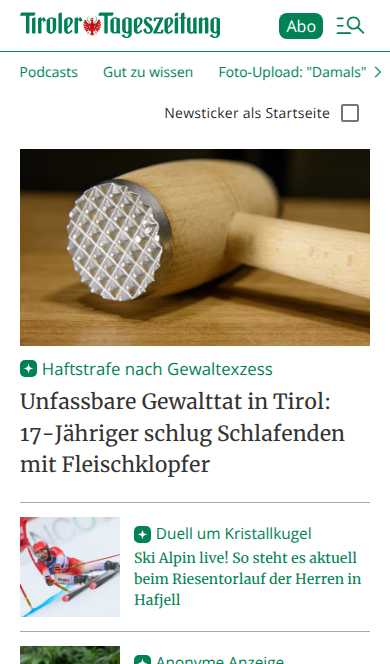 Tiroler Tageszeitung
Abo
Podcasts Gut zu wissen Foto-Upload: "Damals"
Newsticker als Startseite
Haftstrafe nach Gewaltexzess
Unfassbare Gewalttat in Tirol:
17-Jähriger schlug Schlafenden
mit Fleischklopfer
Duell um Kristallkugel
Ski Alpin live! So steht es aktuell
beim Riesentorlauf der Herren in
Hafjell
Anonyme Anzeige